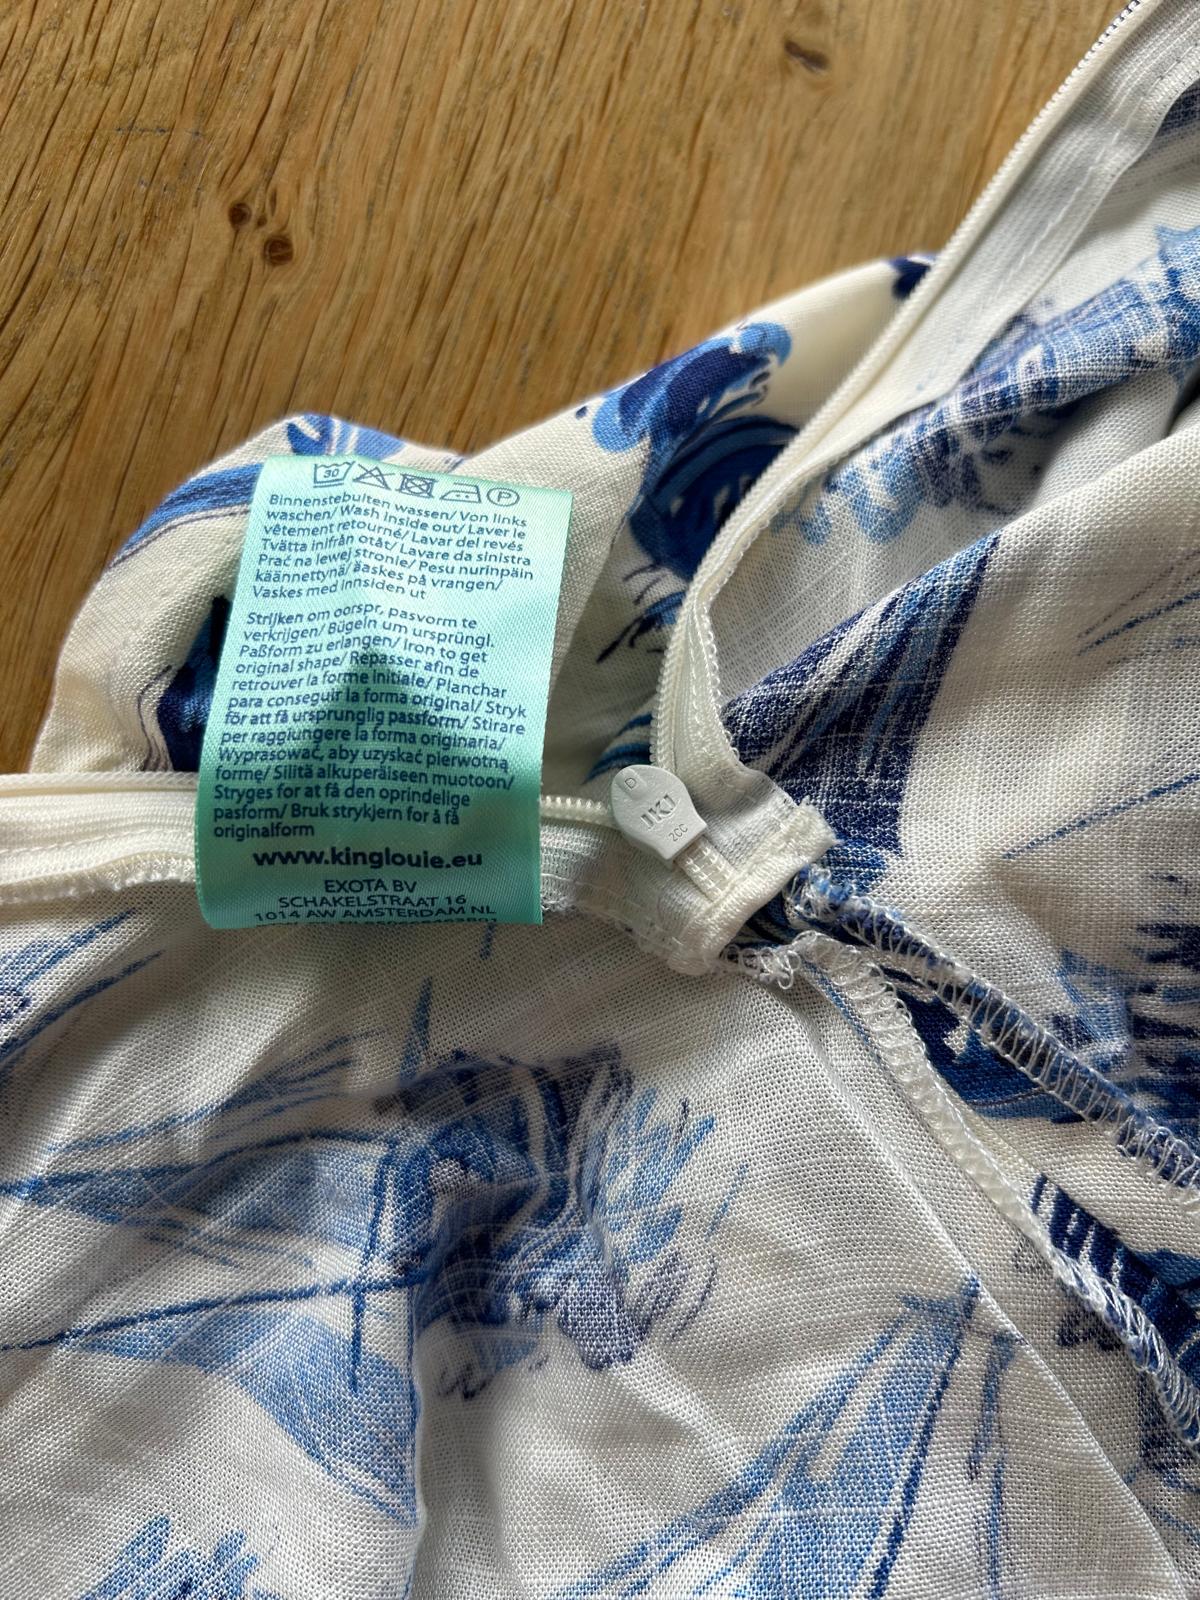 30
P
Binnenstebuiten wassen/ Von links
waschen/ Wash inside out/ Laver le
vêtement retourné/ Lavar del revés
Tvätta inifrån otåt/ Lavare da sinistra
Prać na lewej stronie/ Pesu nurinpäin
käännettynä/ äaskes på vrangen/
Vaskes med innsiden ut
Strijken om oorspr, pasvorm te
verkrijgen/ Bügeln um ursprüngl.
Paßform zu erlangen/ Iron to get
original shape/ Repasser afin de
retrouver la forme initiale/ Planchar
para conseguir la forma original/ Stryk
för att få ursprunglig passform/ Stirare
per raggiungere la forma originaria/
Wyprasować, aby uzyskać pierwotną
formę/ Silitä alkuperäiseen muotoon/
Stryges for at få den oprindelige
pasform/ Bruk strykjern for å få
originalform
www.kinglouie.eu
EXOTA BV
SCHAKELSTRAAT 16
1014 AW AMSTERDAM NL
D
2CC